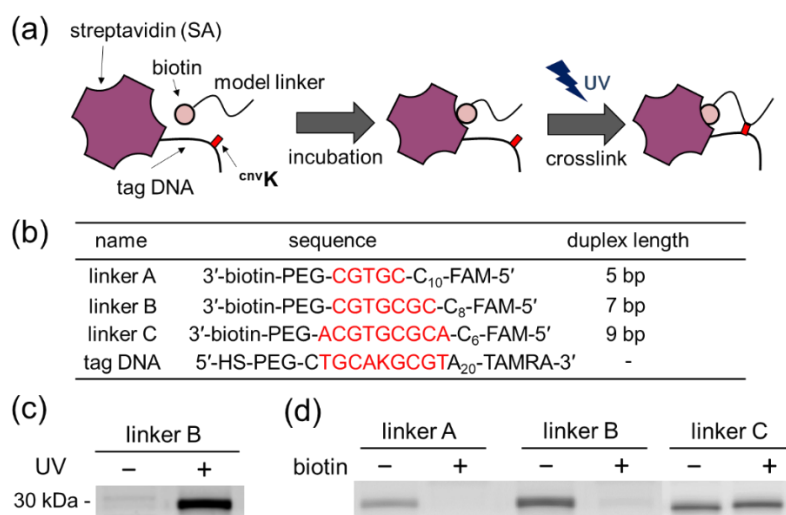 (a)
streptavidin (SA)
biotin
model linker
tag DNA
cnvK
incubation
UV
crosslink
(b)
name sequence duplex length
linker A 3′-biotin-PEG-CGTGC-C10-FAM-5′ 5 bp
linker B 3′-biotin-PEG-CGTGCGC-C8-FAM-5′ 7 bp
linker C 3′-biotin-PEG-ACGTGCGCA-C6-FAM-5′ 9 bp
tag DNA 5′-HS-PEG-CTGCAKGCGTA20-TAMRA-3′ -
(c)
linker B
UV − +
30 kDa -
(d)
linker A linker B linker C
biotin − + − + − +